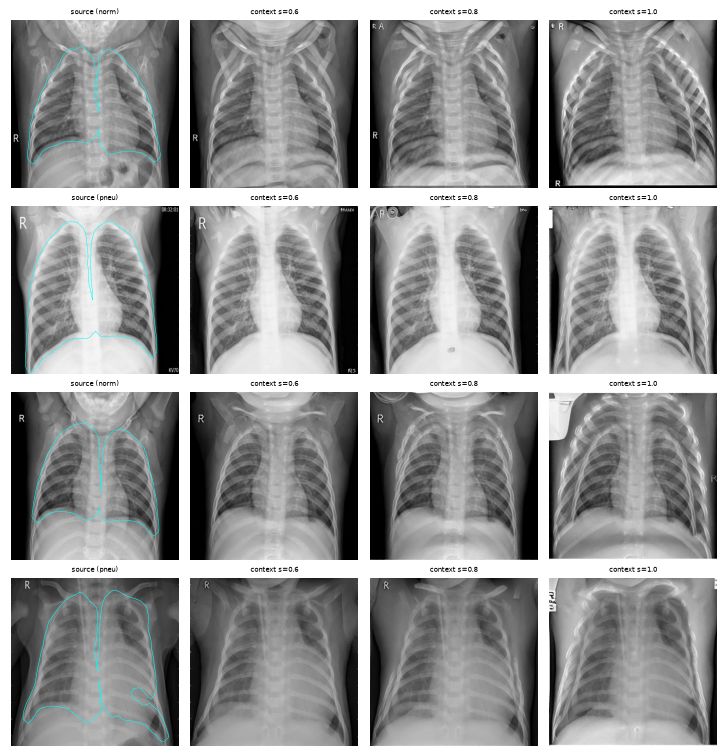 source (norm) context s=0.6 context s=0.8 context s=1.0
R R R A R R R
source (pneu) context s=0.6 context s=0.8 context s=1.0
R R
source (norm) context s=0.6 context s=0.8 context s=1.0
R R R R
source (pneu) context s=0.6 context s=0.8 context s=1.0
R R R